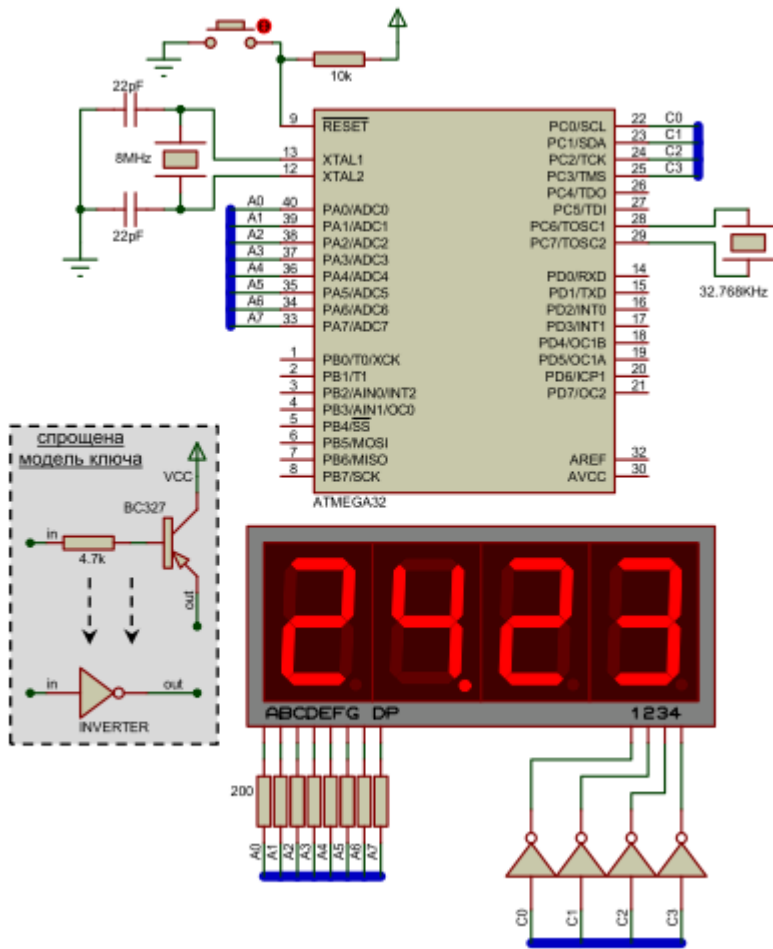 22pF
10k
8MHz
22pF
9 RESET
13 XTAL1
12 XTAL2
A0 40 PA0/ADC0
A1 39 PA1/ADC1
A2 38 PA2/ADC2
A3 37 PA3/ADC3
A4 36 PA4/ADC4
A5 35 PA5/ADC5
A6 34 PA6/ADC6
A7 33 PA7/ADC7
1 PB0/T0/XCK
2 PB1/T1
3 PB2/AIN0/INT2
4 PB3/AIN1/OC0
5 PB4/SS
6 PB5/MOSI
7 PB6/MISO
8 PB7/SCK
PC0/SCL 22 C0
PC1/SDA 23 C1
PC2/TCK 24 C2
PC3/TMS 25 C3
PC4/TDO 26
PC5/TDI 27
PC6/TOSC1 28
PC7/TOSC2 29
PD0/RXD 14
PD1/TXD 15
PD2/INT0 16
PD3/INT1 17
PD4/OC1B 18
PD5/OC1A 19
PD6/ICP1 20
PD7/OC2 21
AREF 32
AVCC 30
32.768KHz
ATMEGA32
спрощена
модель ключа
VCC
BC327
in
4.7k
out
in
out
INVERTER
24.23
ABCDEFG DP
1234
200
A0 A1 A2 A3 A4 A5 A6 A7
C0 C1 C2 C3